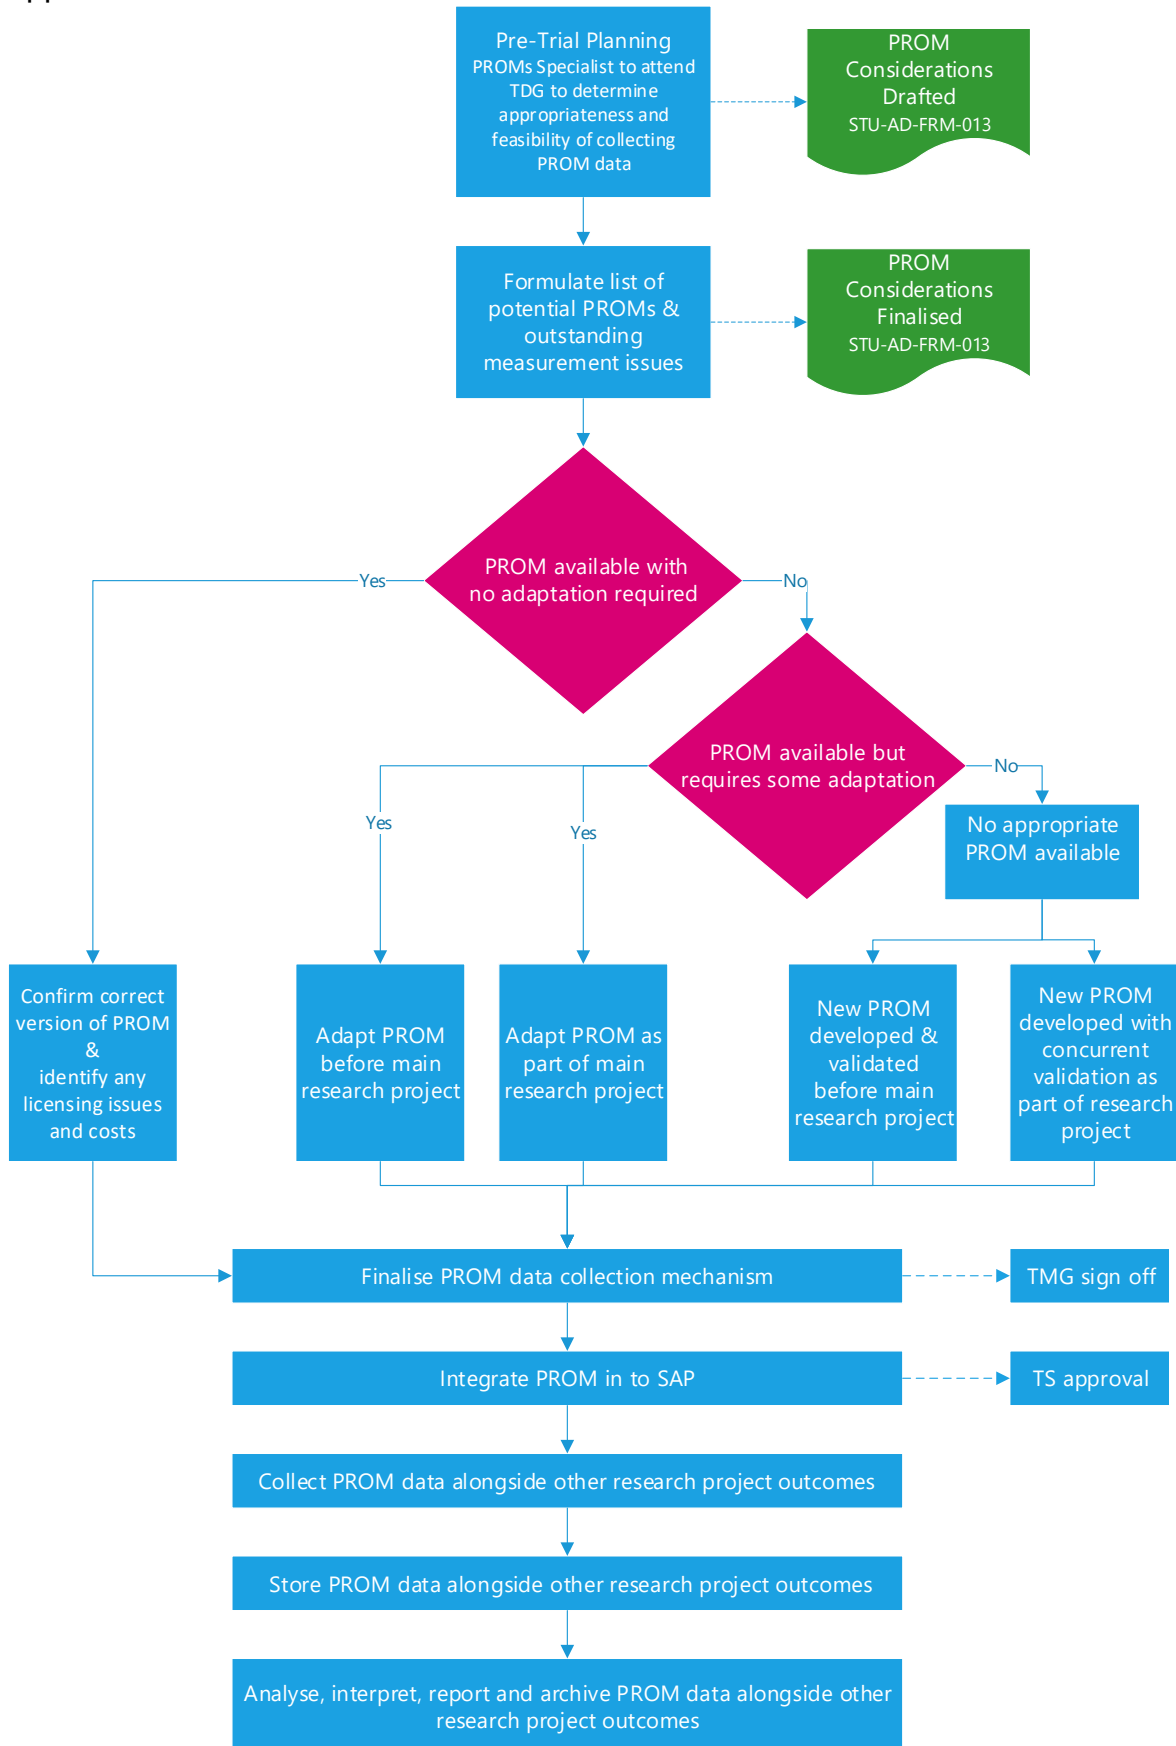 Pre-Trial Planning
PROMs Specialist to attend
TDG to determine
appropriateness and
feasibility of collecting
PROM data
PROM
Considerations
Drafted
STU-AD-FRM-013
Formulate list of
potential PROMs &
outstanding
measurement issues
PROM
Considerations
Finalised
STU-AD-FRM-013
PROM available with
no adaptation required
Yes
No
PROM available but
requires some adaptation
Yes
Yes
No
No appropriate
PROM available
Confirm correct
version of PROM
&
identify any
licensing issues
and costs
Adapt PROM
before main
research project
Adapt PROM as
part of main
research project
New PROM
developed &
validated
before main
research project
New PROM
developed with
concurrent
validation as
part of research
project
Finalise PROM data collection mechanism
TMG sign off
Integrate PROM in to SAP
TS approval
Collect PROM data alongside other research project outcomes
Store PROM data alongside other research project outcomes
Analyse, interpret, report and archive PROM data alongside other
research project outcomes